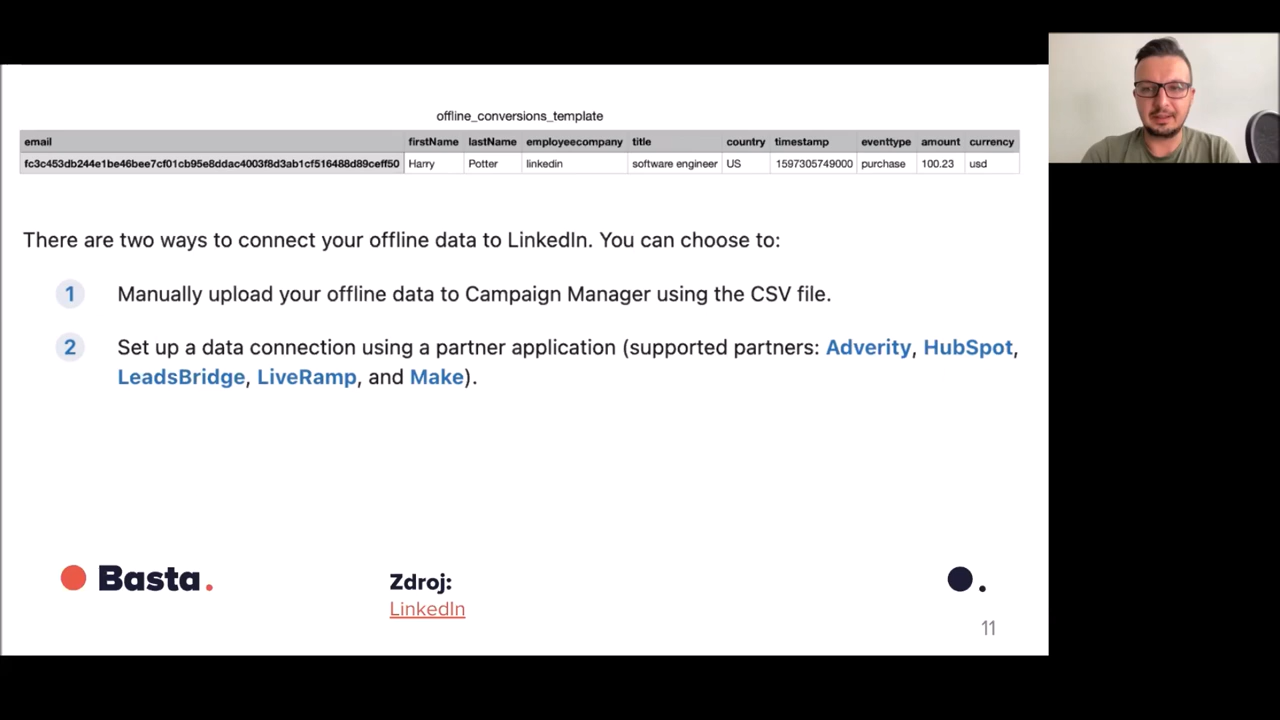 offline_conversions_template
email firstName lastName employeecompany title country timestamp eventtype amount currency
fc3c453db244e1be46bee7cf01cb95e8ddac4003f8d3ab1cf516488d89ceff50 Harry Potter linkedin software engineer US 1597305749000 purchase 100.23 usd
There are two ways to connect your offline data to LinkedIn. You can choose to:
1 Manually upload your offline data to Campaign Manager using the CSV file.
2 Set up a data connection using a partner application (supported partners: Adverity, HubSpot,
LeadsBridge, LiveRamp, and Make).
Basta.
Zdroj:
LinkedIn
11